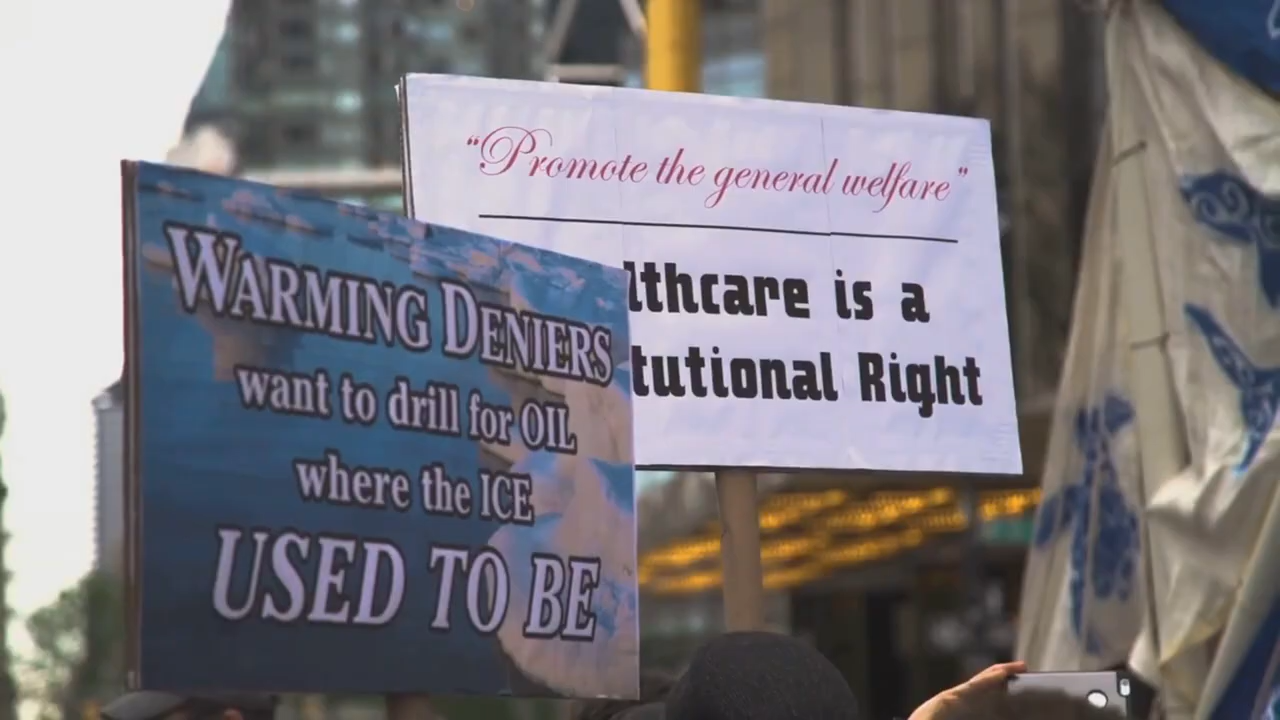 "Promote the general welfare"
lthcare is a
tutional Right
WARMING DENIERS
want to drill for OIL
where the ICE
USED TO BE